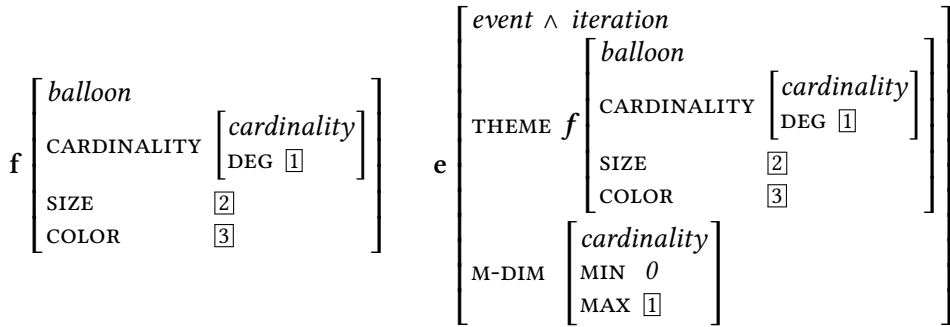 f
balloon
CARDINALITY
cardinality
DEG 1
SIZE 2
COLOR 3
e
event ∧ iteration
THEME f
balloon
CARDINALITY
cardinality
DEG 1
SIZE 2
COLOR 3
M-DIM
cardinality
MIN 0
MAX 1